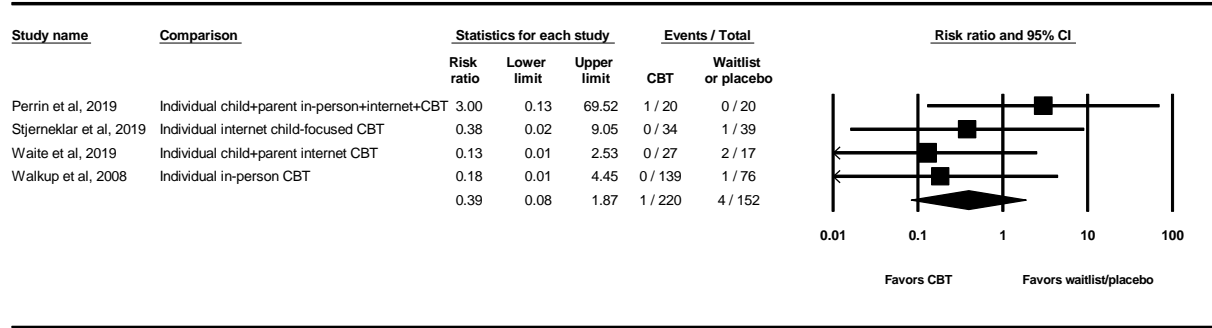 Study name Comparison Statistics for each study Events / Total Risk ratio and 95% CI
Risk ratio Lower limit Upper limit CBT Waitlist or placebo
Perrin et al, 2019 Individual child+parent in-person+internet+CBT 3.00 0.13 69.52 1 / 20 0 / 20
Stjerneklar et al, 2019 Individual internet child-focused CBT 0.38 0.02 9.05 0 / 34 1 / 39
Waite et al, 2019 Individual child+parent internet CBT 0.13 0.01 2.53 0 / 27 2 / 17
Walkup et al, 2008 Individual in-person CBT 0.18 0.01 4.45 0 / 139 1 / 76
0.39 0.08 1.87 1 / 220 4 / 152
0.01 0.1 1 10 100
Favors CBT Favors waitlist/placebo